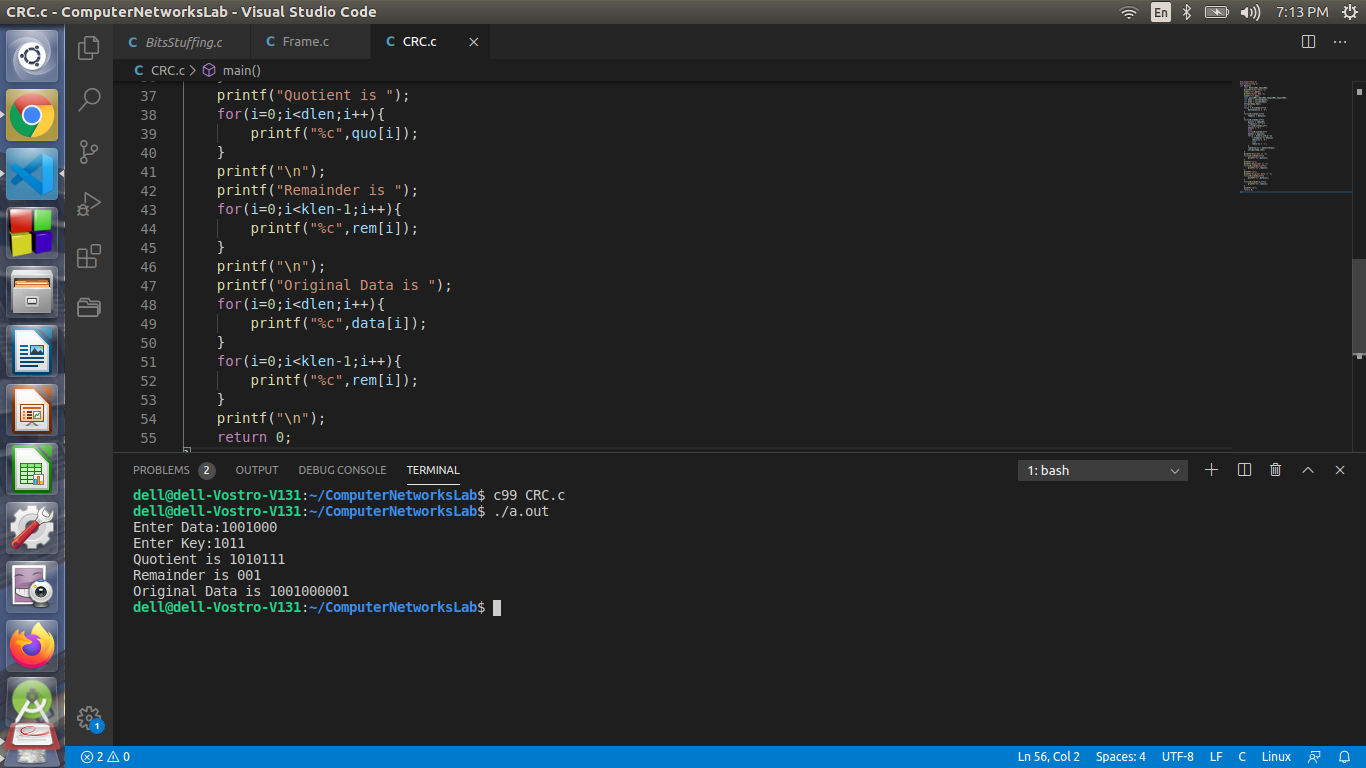 CRC.c - ComputerNetworksLab - Visual Studio Code
En
7:13 PM
C BitsStuffing.c
C Frame.c
C CRC.c
C CRC.c > main()
37 printf("Quotient is ");
38 for(i=0;i<dlen;i++){
39 printf("%c",quo[i]);
40 }
41 printf("\n");
42 printf("Remainder is ");
43 for(i=0;i<klen-1;i++){
44 printf("%c",rem[i]);
45 }
46 printf("\n");
47 printf("Original Data is ");
48 for(i=0;i<dlen;i++){
49 printf("%c",data[i]);
50 }
51 for(i=0;i<klen-1;i++){
52 printf("%c",rem[i]);
53 }
54 printf("\n");
55 return 0;
PROBLEMS 2 OUTPUT DEBUG CONSOLE TERMINAL
1: bash
dell@dell-Vostro-V131:~/ComputerNetworksLab$ c99 CRC.c
dell@dell-Vostro-V131:~/ComputerNetworksLab$ ./a.out
Enter Data:1001000
Enter Key:1011
Quotient is 1010111
Remainder is 001
Original Data is 1001000001
dell@dell-Vostro-V131:~/ComputerNetworksLab$
1
2 0
Ln 56, Col 2 Spaces: 4 UTF-8 LF C Linux